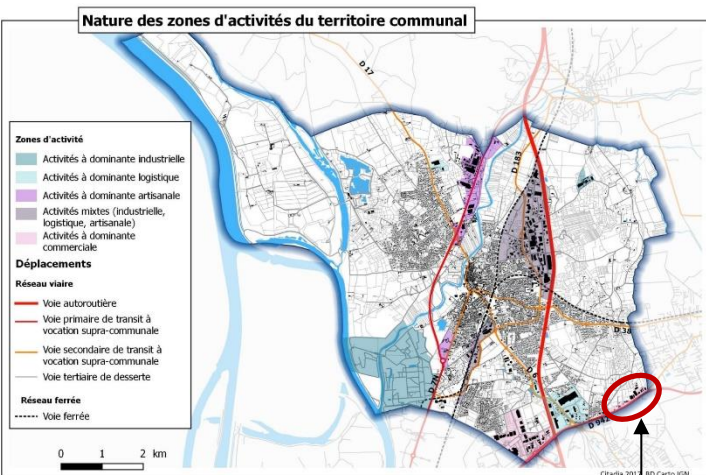 Nature des zones d'activités du territoire communal
D 17
D 183
Zones d'activité
Activités à dominante industrielle
Activités à dominante logistique
Activités à dominante artisanale
Activités mixtes (industrielle,
logistique, artisanale)
Activités à dominante
commerciale
Déplacements
Réseau viaire
Voie autoroutière
Voie primaire de transit à
vocation supra-communale
Voie secondaire de transit à
vocation supra-communale
Voie tertiaire de desserte
Réseau ferrée
Voie ferrée
D 38
D 6
0 1 2 km
Citadia 2012, BD Carto IGN